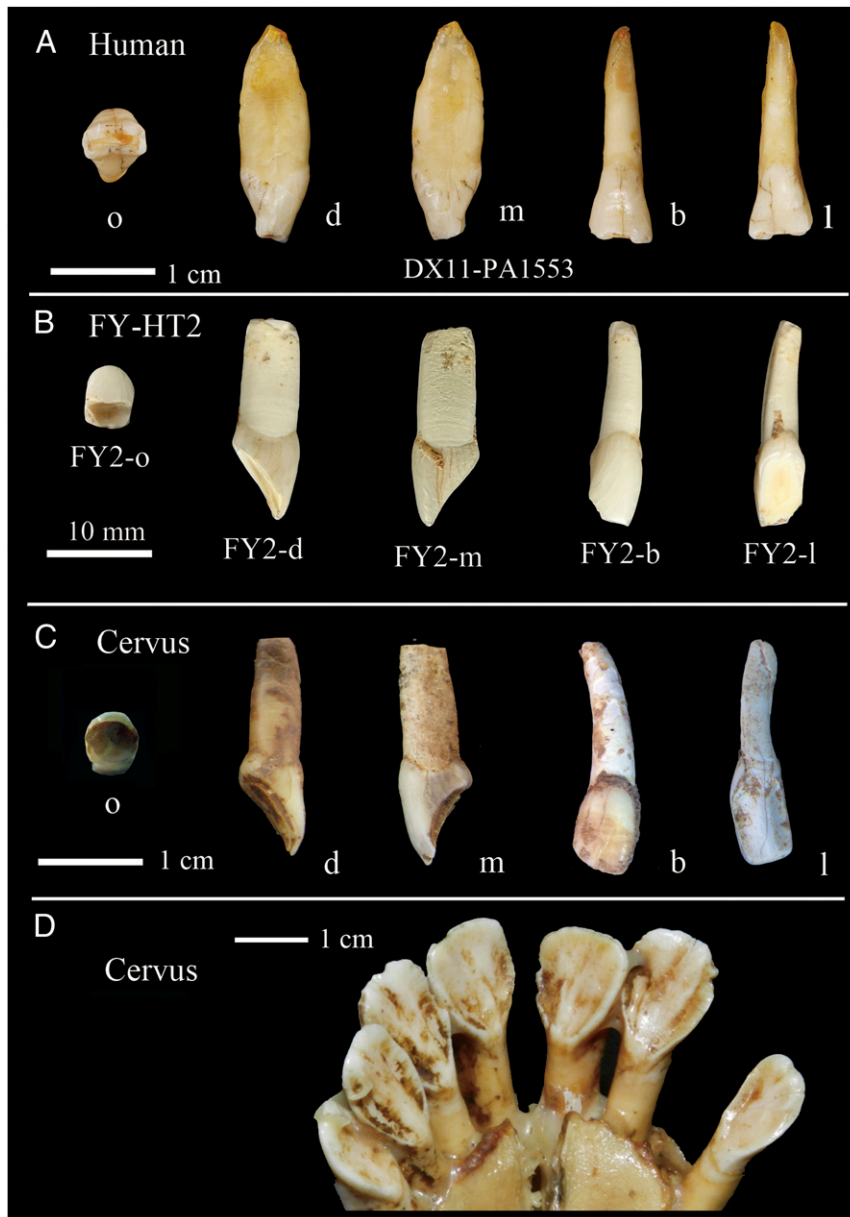 A Human
o
d
m
b
l
1 cm
DX11-PA1553
B FY-HT2
FY2-o
10 mm
FY2-d
FY2-m
FY2-b
FY2-l
C Cervus
o
1 cm
d
m
b
l
D
1 cm
Cervus